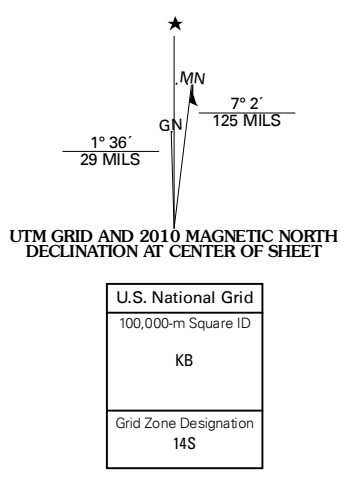 MN
7° 2´
125 MILS
GN
1° 36´
29 MILS
UTM GRID AND 2010 MAGNETIC NORTH
DECLINATION AT CENTER OF SHEET
U.S. National Grid
100,000-m Square ID
KB
Grid Zone Designation
14S